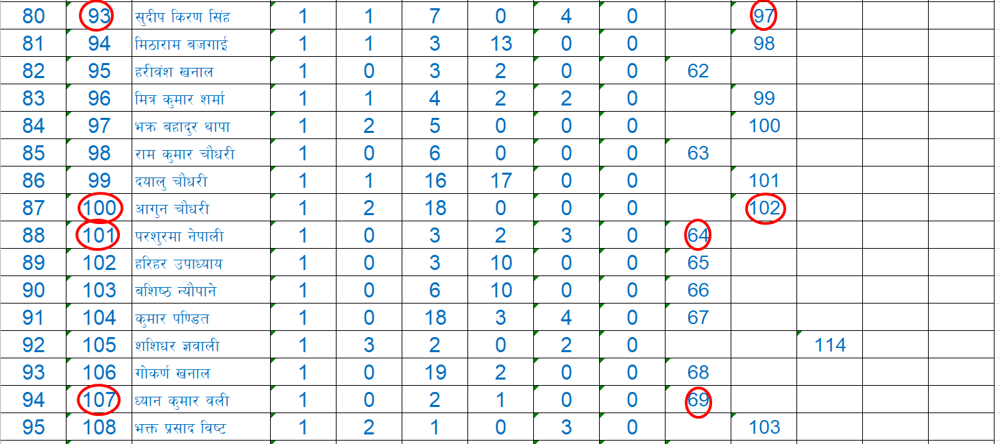 80 93 सुदीप किरण सिंह 1 1 7 0 4 0 97
81 94 मिठाराम बजगाई 1 1 3 13 0 0 98
82 95 हरीवंश खनाल 1 0 3 2 0 0 62
83 96 मित्र कुमार शर्मा 1 1 4 2 2 0 99
84 97 भक्र बहादुर थापा 1 2 5 0 0 0 100
85 98 राम कुमार चौधरी 1 0 6 0 0 0 63
86 99 दयालु चौधरी 1 1 16 17 0 0 101
87 100 आगुन चौधरी 1 2 18 0 0 0 102
88 101 परशुरमा नेपाली 1 0 3 2 3 0 64
89 102 हरिहर उपाध्याय 1 0 3 10 0 0 65
90 103 बशिष्ठ न्यौपाने 1 0 6 10 0 0 66
91 104 कुमार पण्डित 1 0 18 3 4 0 67
92 105 शशिधर ज्ञवाली 1 3 2 0 2 0 114
93 106 गोकर्ण खनाल 1 0 19 2 0 0 68
94 107 ध्यान कुमार वली 1 0 2 1 0 0 69
95 108 भक्त प्रसाद विष्ट 1 2 1 0 3 0 103